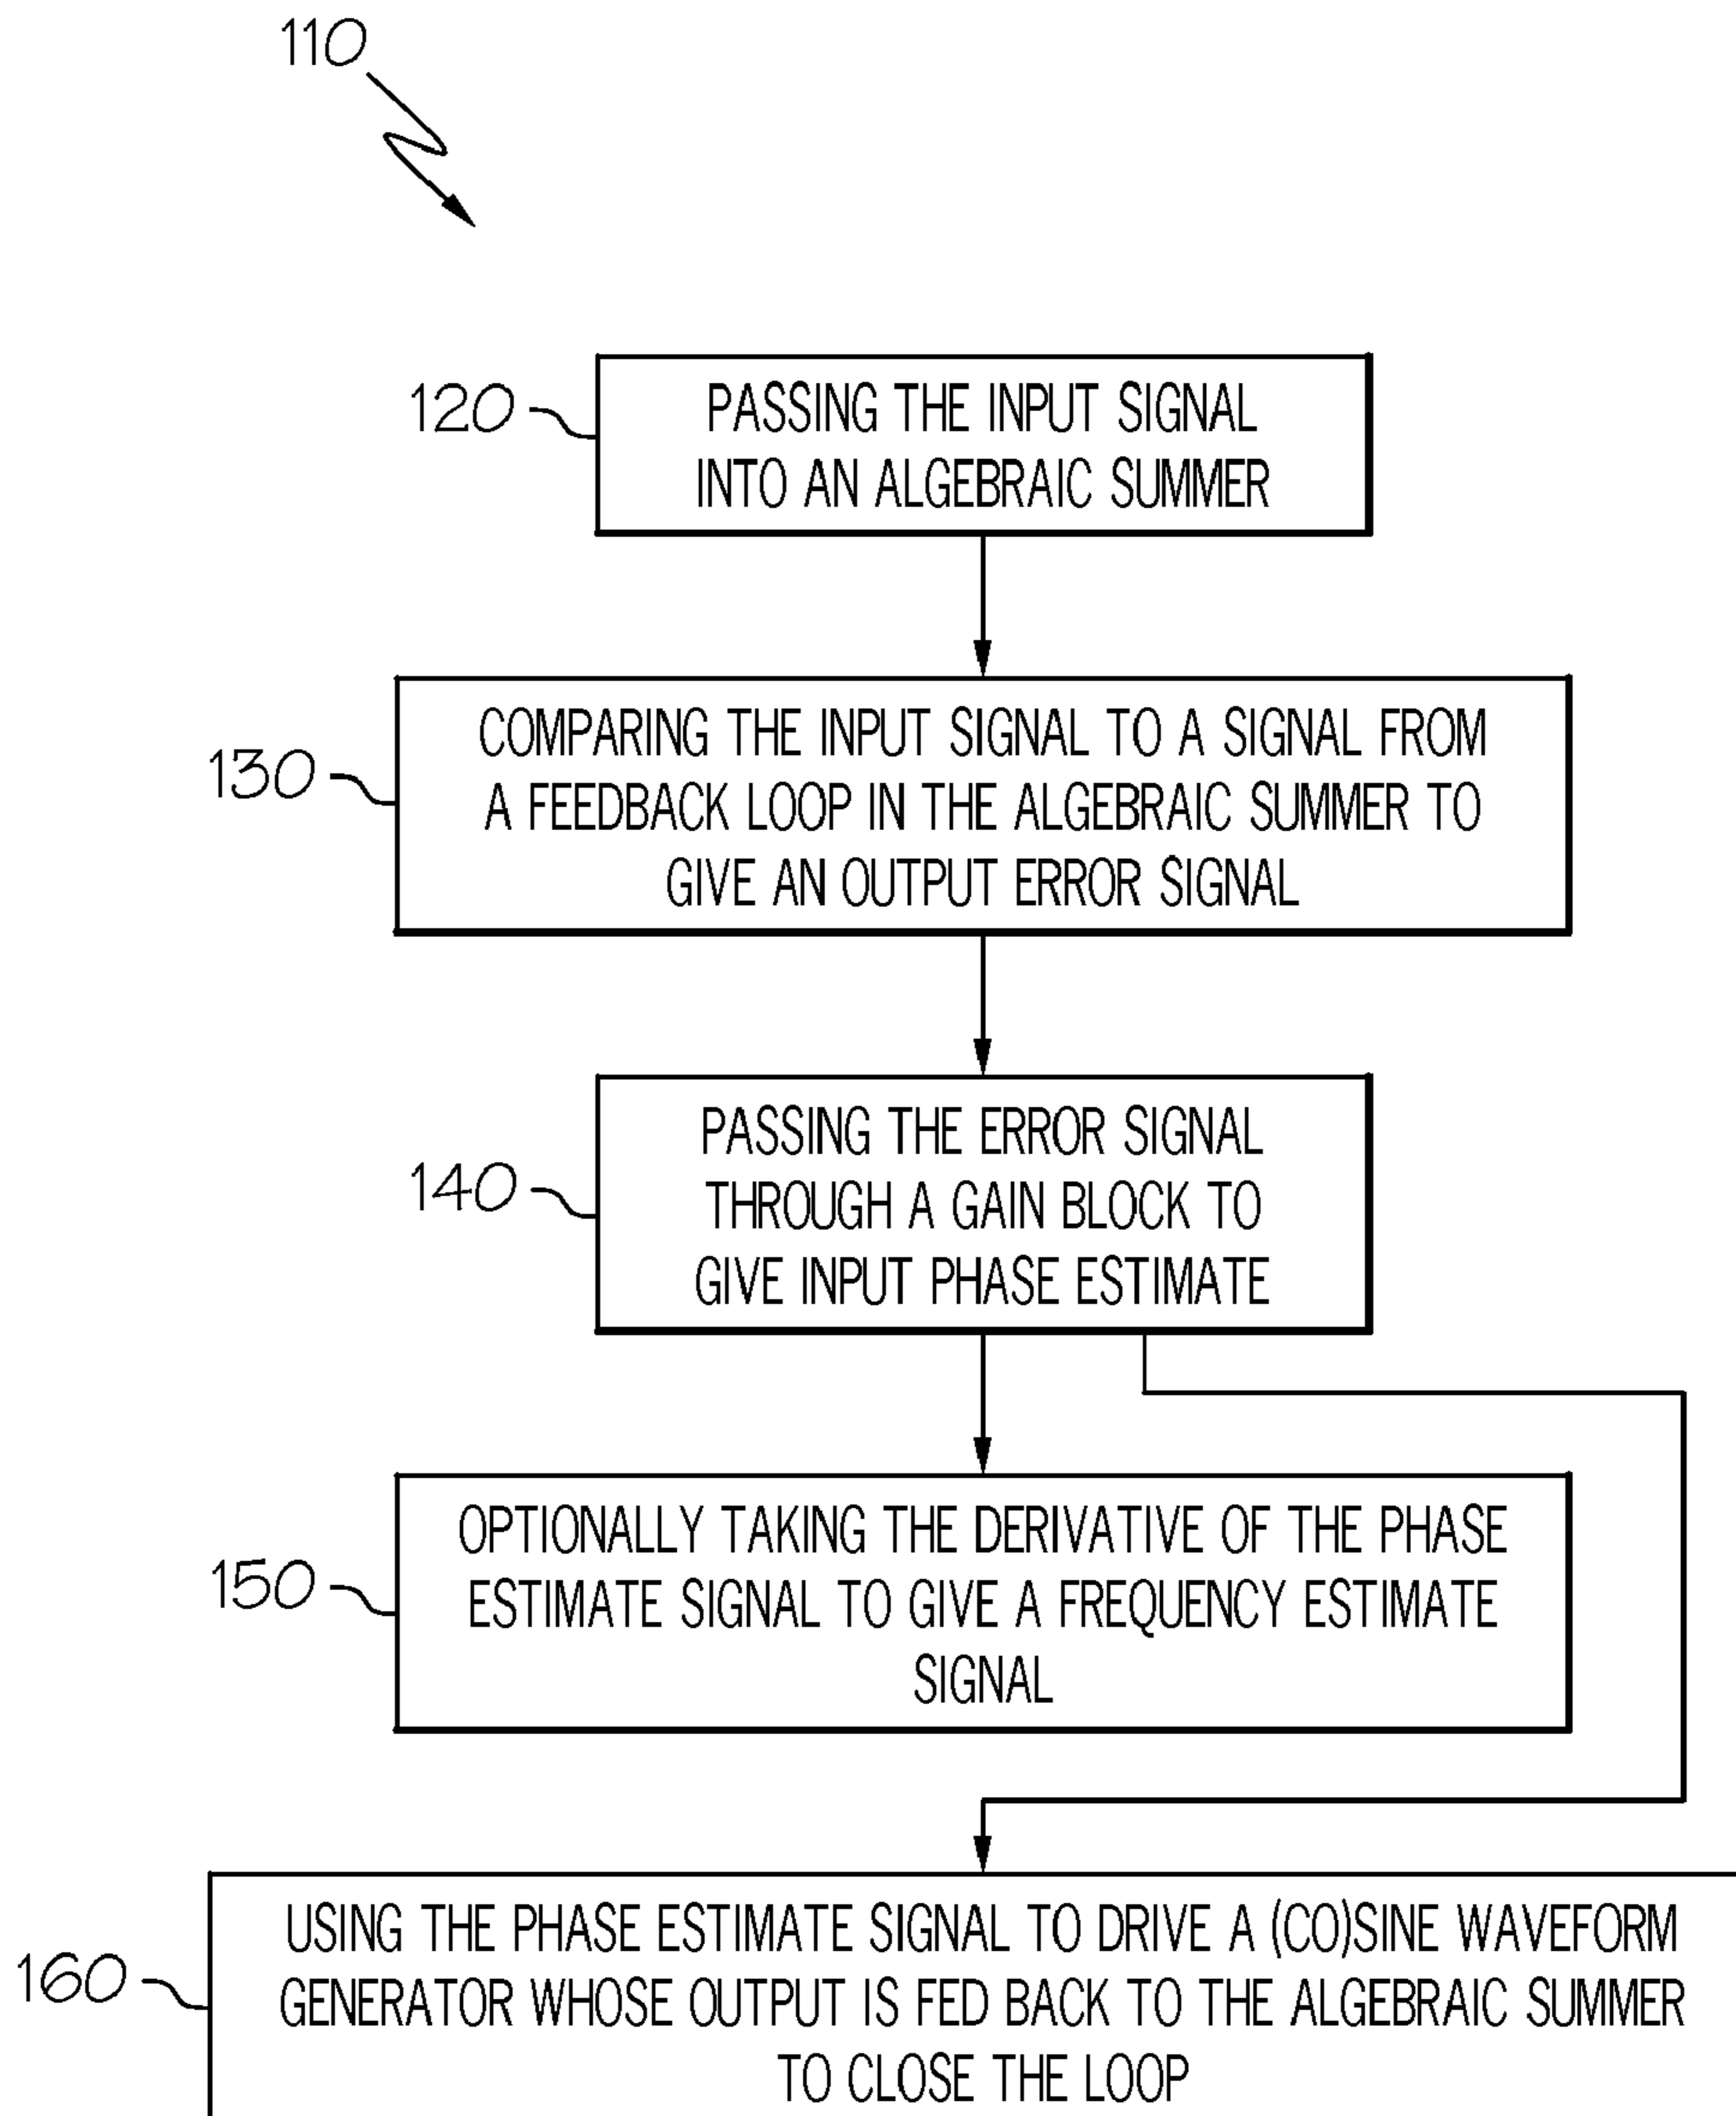 110
120
PASSING THE INPUT SIGNAL
INTO AN ALGEBRAIC SUMMER
130
COMPARING THE INPUT SIGNAL TO A SIGNAL FROM
A FEEDBACK LOOP IN THE ALGEBRAIC SUMMER TO
GIVE AN OUTPUT ERROR SIGNAL
140
PASSING THE ERROR SIGNAL
THROUGH A GAIN BLOCK TO
GIVE INPUT PHASE ESTIMATE
150
OPTIONALLY TAKING THE DERIVATIVE OF THE PHASE
ESTIMATE SIGNAL TO GIVE A FREQUENCY ESTIMATE
SIGNAL
160
USING THE PHASE ESTIMATE SIGNAL TO DRIVE A (CO)SINE WAVEFORM
GENERATOR WHOSE OUTPUT IS FED BACK TO THE ALGEBRAIC SUMMER
TO CLOSE THE LOOP